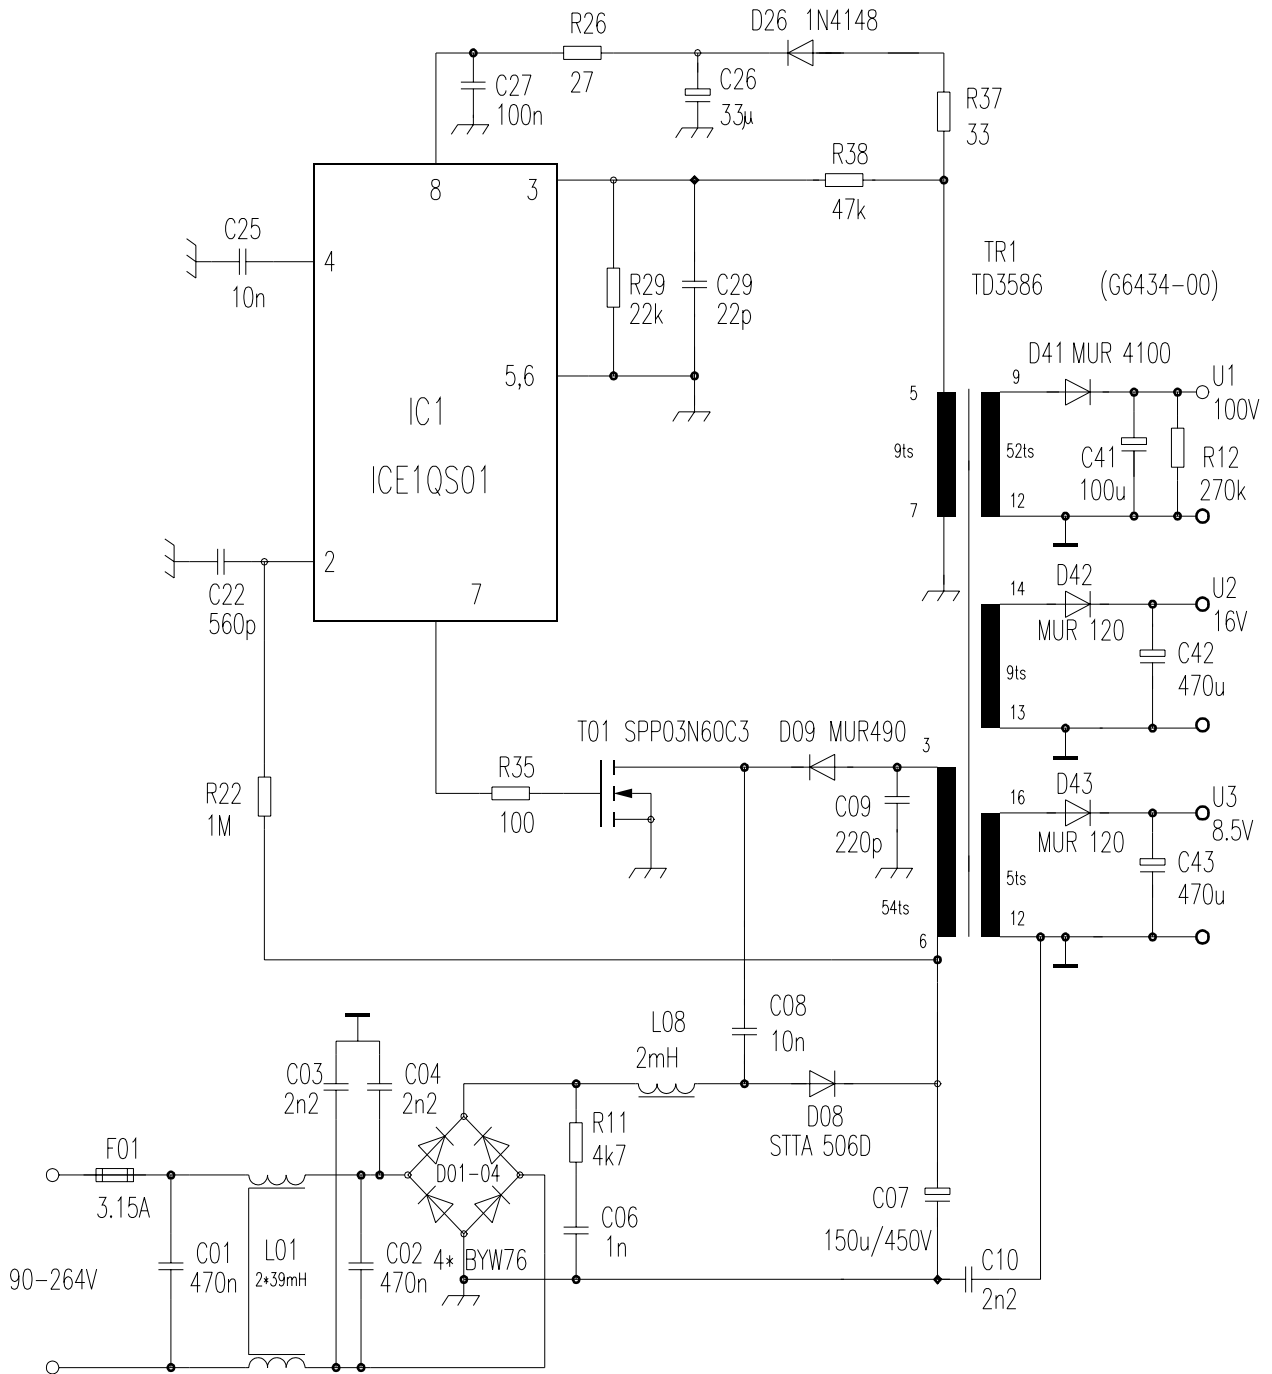 R26
27
D26 1N4148
C27
100n
C26
33µ
R37
33
8
3
R38
47k
C25
10n
4
R29
22k
C29
22p
TR1
TD3586 (G6434-00)
5,6
IC1
ICE1QS01
D41 MUR 4100
5
9
U1
100V
9ts
52ts
C41
100u
R12
270k
7
12
2
C22
560p
7
14
D42
MUR 120
U2
16V
9ts
C42
470u
13
T01 SPP03N60C3
D09 MUR490
3
R22
1M
R35
100
C09
220p
16
D43
MUR 120
U3
8.5V
5ts
C43
470u
54ts
12
6
C08
10n
L08
2mH
C03
2n2
C04
2n2
R11
4k7
D08
STTA 506D
F01
3.15A
D01-04
4* BYW76
C06
1n
C07
150u/450V
90-264V
C01
470n
L01
2*39mH
C02
470n
C10
2n2